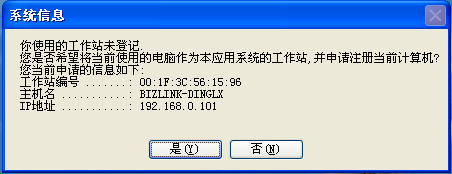 系统信息
你使用的工作站未登记.
您是否希望将当前使用的电脑作为本应用系统的工作站,并申请注册当前计算机?
您当前申请的信息如下:
工作站编号 ..........: 00:1F:3C:56:15:96
主机名 ..............: BIZLINK-DINGLX
IP地址 ..............: 192.168.0.101
是(Y)
否(N)